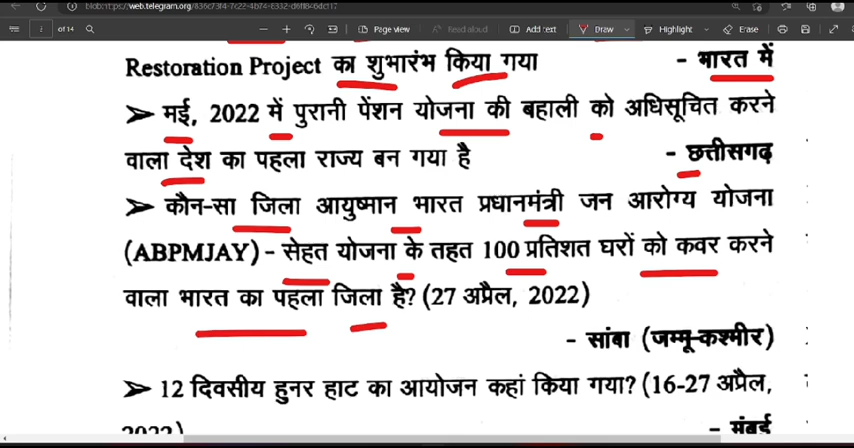 of 14
Page view
Read aloud
Add text
Draw
Highlight
Erase
Restoration Project का शुभारंभ किया गया - भारत में
➤ मई, 2022 में पुरानी पेंशन योजना की बहाली को अधिसूचित करने
वाला देश का पहला राज्य बन गया है - छत्तीसगढ़
➤ कौन-सा जिला आयुष्मान भारत प्रधानमंत्री जन आरोग्य योजना
(ABPMJAY) - सेहत योजना के तहत 100 प्रतिशत घरों को कवर करने
वाला भारत का पहला जिला है? (27 अप्रैल, 2022)
- सांबा (जम्मू-कश्मीर)
➤ 12 दिवसीय हुनर हाट का आयोजन कहां किया गया? (16-27 अप्रैल,
2022) - मुंबई